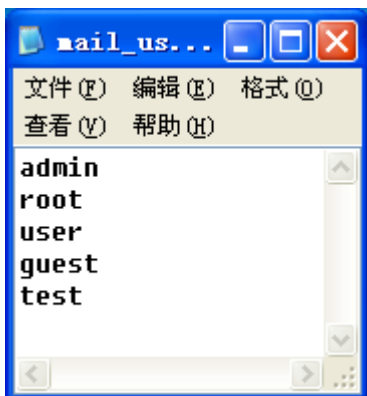 mail_us...
文件(F) 编辑(E) 格式(O)
查看(V) 帮助(H)
admin
root
user
guest
test